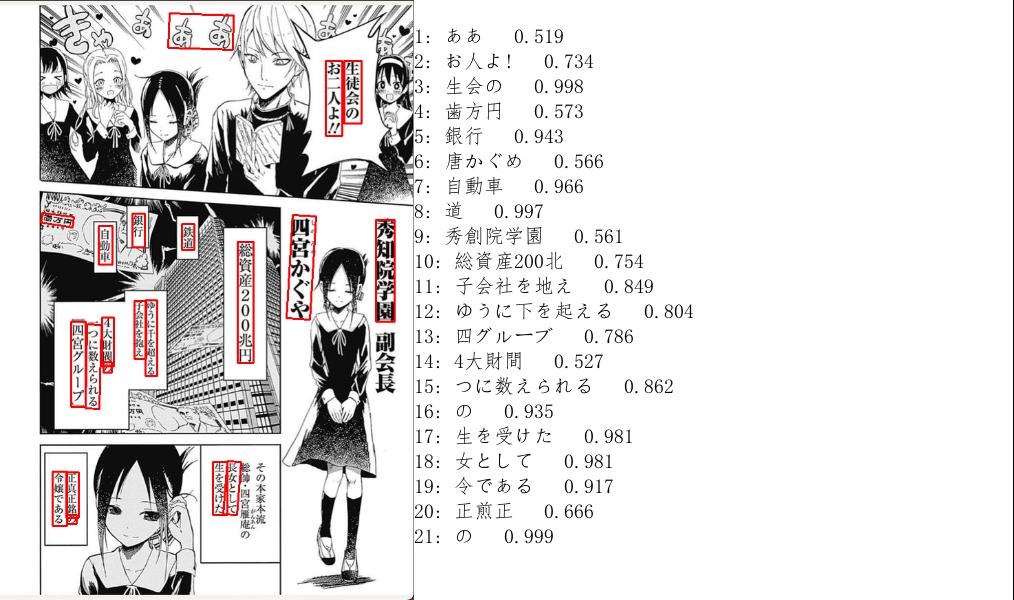 きゃ
ああ
あ
生徒会の
お二人よ!!
秀知院学園 副会長
四宮かぐや
総資産200兆円
鉄道
銀行
自動車
壱万円
ゆうに千を超える
子会社を抱え
4大財閥の
一つに数えられる
四宮グループ
その本家本流
総帥・四宮雁庵の
がんあん
長女として
生を受けた
正真正銘の
令嬢である
1: ああ 0.519
2: お人よ! 0.734
3: 生会の 0.998
4: 歯方円 0.573
5: 銀行 0.943
6: 唐かぐめ 0.566
7: 自動車 0.966
8: 道 0.997
9: 秀創院学園 0.561
10: 総資産200北 0.754
11: 子会社を地え 0.849
12: ゆうに下を起える 0.804
13: 四グループ 0.786
14: 4大財間 0.527
15: つに数えられる 0.862
16: の 0.935
17: 生を受けた 0.981
18: 女として 0.981
19: 令である 0.917
20: 正煎正 0.666
21: の 0.999